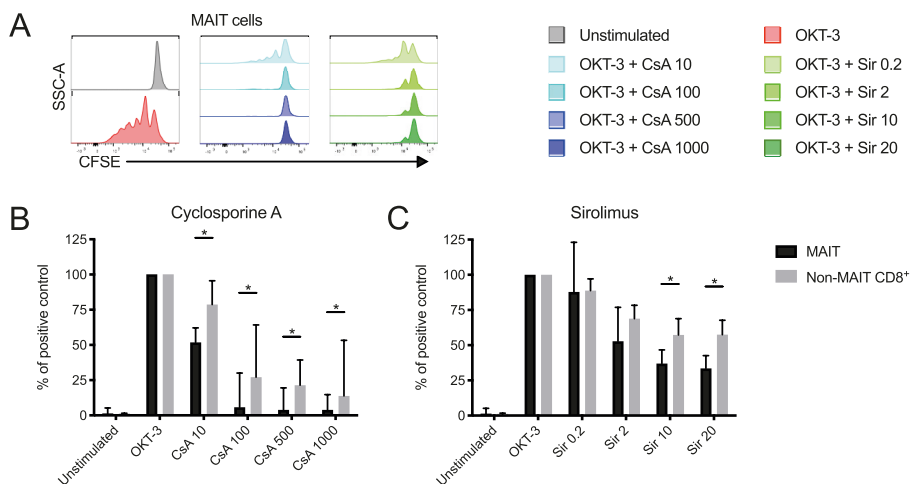 A
MAIT cells
SSC-A
CFSE
Unstimulated
OKT-3 + CsA 10
OKT-3 + CsA 100
OKT-3 + CsA 500
OKT-3 + CsA 1000
OKT-3
OKT-3 + Sir 0.2
OKT-3 + Sir 2
OKT-3 + Sir 10
OKT-3 + Sir 20
B
Cyclosporine A
% of positive control
125
100
75
50
25
0
*
*
*
*
Unstimulated
OKT-3
CsA 10
CsA 100
CsA 500
CsA 1000
C
Sirolimus
% of positive control
125
100
75
50
25
0
*
*
Unstimulated
OKT-3
Sir 0.2
Sir 2
Sir 10
Sir 20
MAIT
Non-MAIT CD8⁺